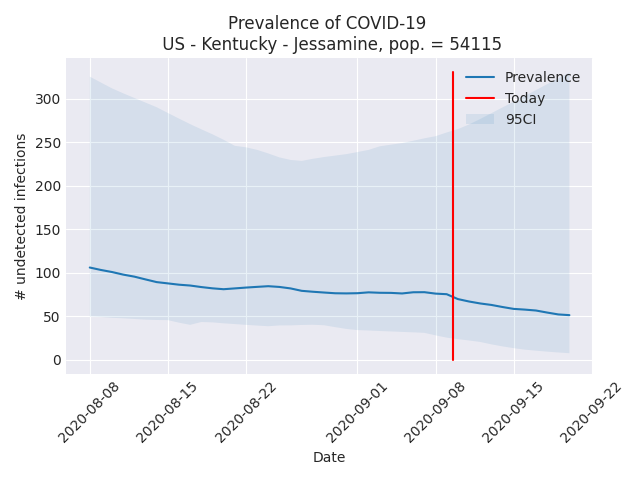 Prevalence of COVID-19
US - Kentucky - Jessamine, pop. = 54115
# undetected infections
300
250
200
150
100
50
0
Prevalence
Today
95CI
2020-08-08
2020-08-15
2020-08-22
2020-09-01
2020-09-08
2020-09-15
2020-09-22
Date